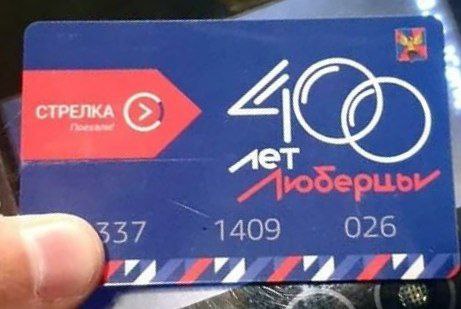 СТРЕЛКА
Поехали!
400
лет
Люберцы
337 1409 026